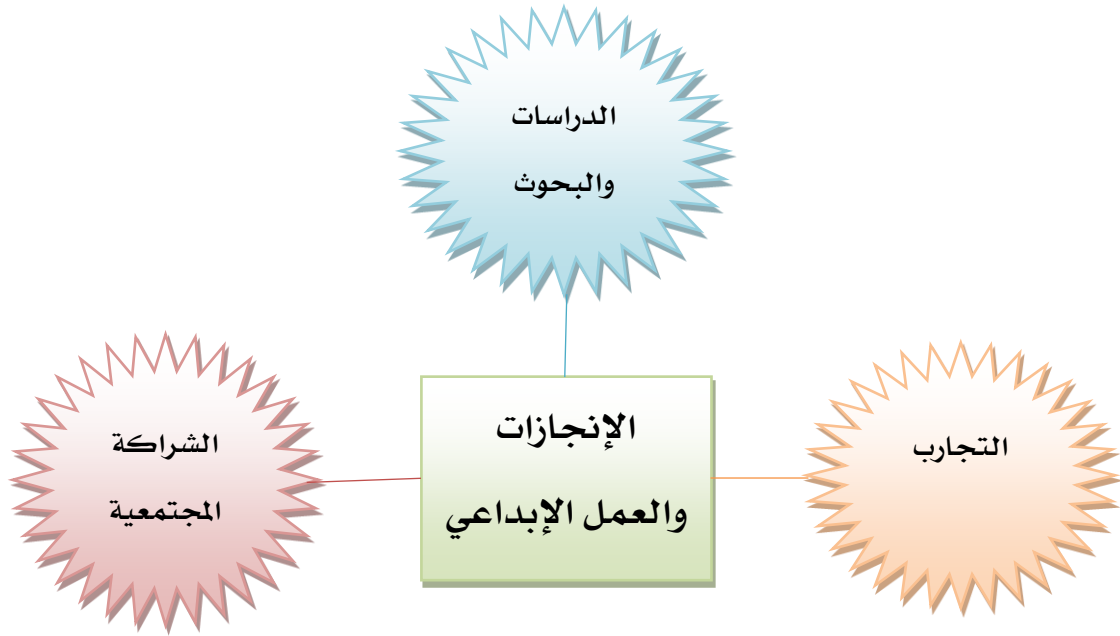 الدراسات
والبحوث
الإنجازات
والعمل الإبداعي
التجارب
الشراكة
المجتمعية